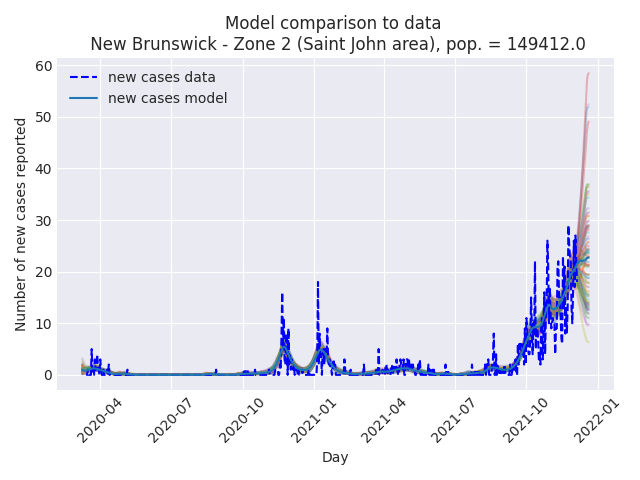 Model comparison to data
New Brunswick - Zone 2 (Saint John area), pop. = 149412.0
new cases data
new cases model
Number of new cases reported
60
50
40
30
20
10
0
2020-04
2020-07
2020-10
2021-01
2021-04
2021-07
2021-10
2022-01
Day